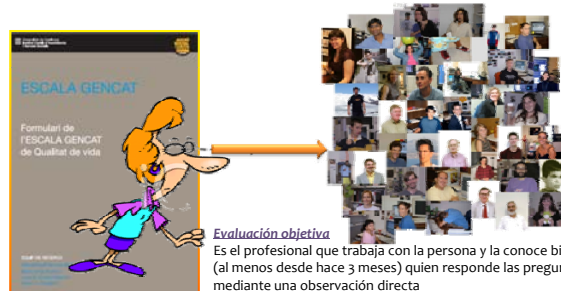 ESCALA GENCAT
Formulari de
l'ESCALA GENCAT
de Qualitat de vida
Evaluación objetiva
Es el profesional que trabaja con la persona y la conoce bi
(al menos desde hace 3 meses) quien responde las pregun
mediante una observación directa